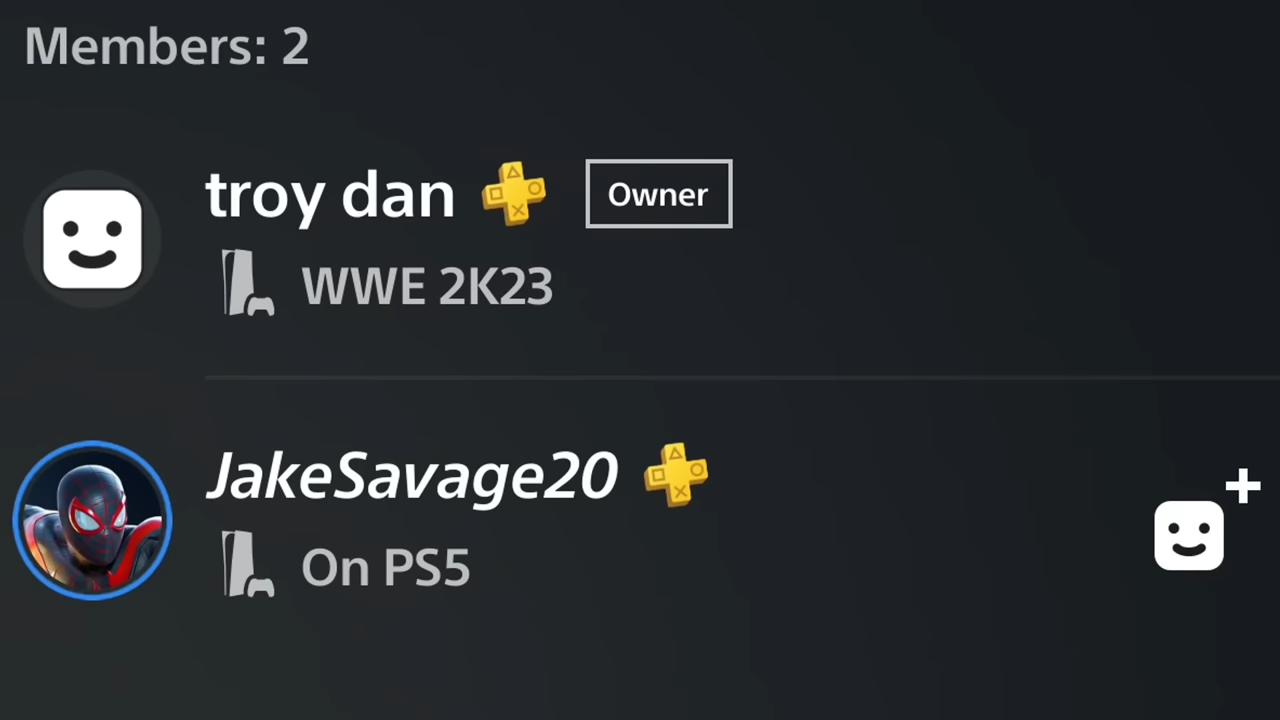 Members: 2
troy dan Owner
WWE 2K23
JakeSavage20
On PS5